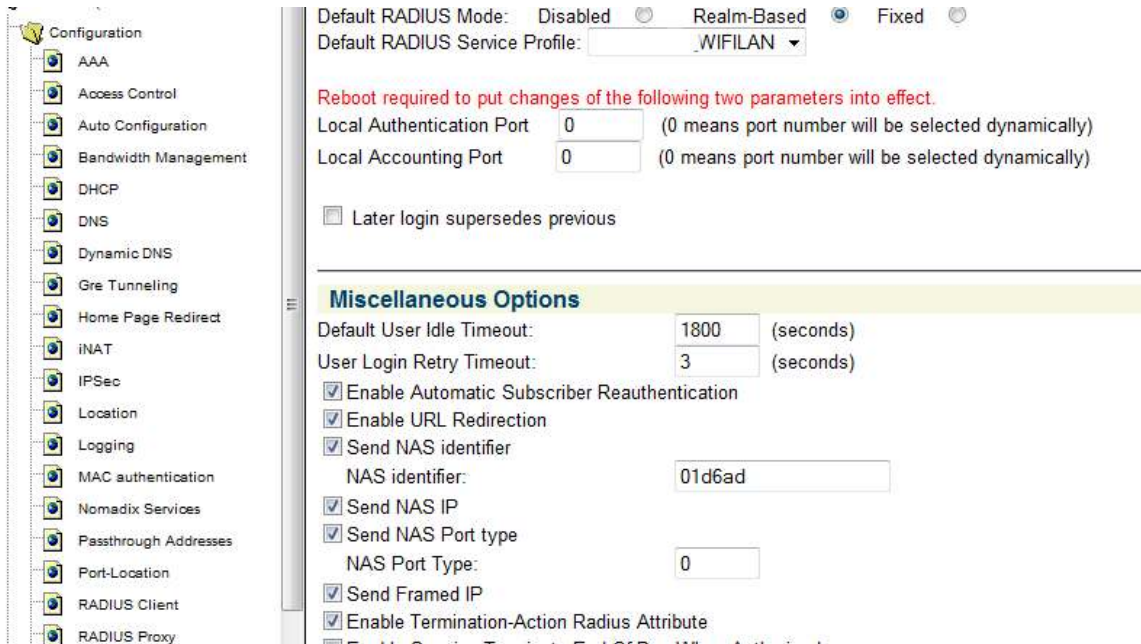 Configuration
AAA
Access Control
Auto Configuration
Bandwidth Management
DHCP
DNS
Dynamic DNS
Gre Tunneling
Home Page Redirect
iNAT
IPSec
Location
Logging
MAC authentication
Nomadix Services
Passthrough Addresses
Port-Location
RADIUS Client
RADIUS Proxy
Default RADIUS Mode: Disabled Realm-Based Fixed
Default RADIUS Service Profile: _WIFILAN
Reboot required to put changes of the following two parameters into effect.
Local Authentication Port 0 (0 means port number will be selected dynamically)
Local Accounting Port 0 (0 means port number will be selected dynamically)
Later login supersedes previous
Miscellaneous Options
Default User Idle Timeout: 1800 (seconds)
User Login Retry Timeout: 3 (seconds)
Enable Automatic Subscriber Reauthentication
Enable URL Redirection
Send NAS identifier
NAS identifier: 01d6ad
Send NAS IP
Send NAS Port type
NAS Port Type: 0
Send Framed IP
Enable Termination-Action Radius Attribute